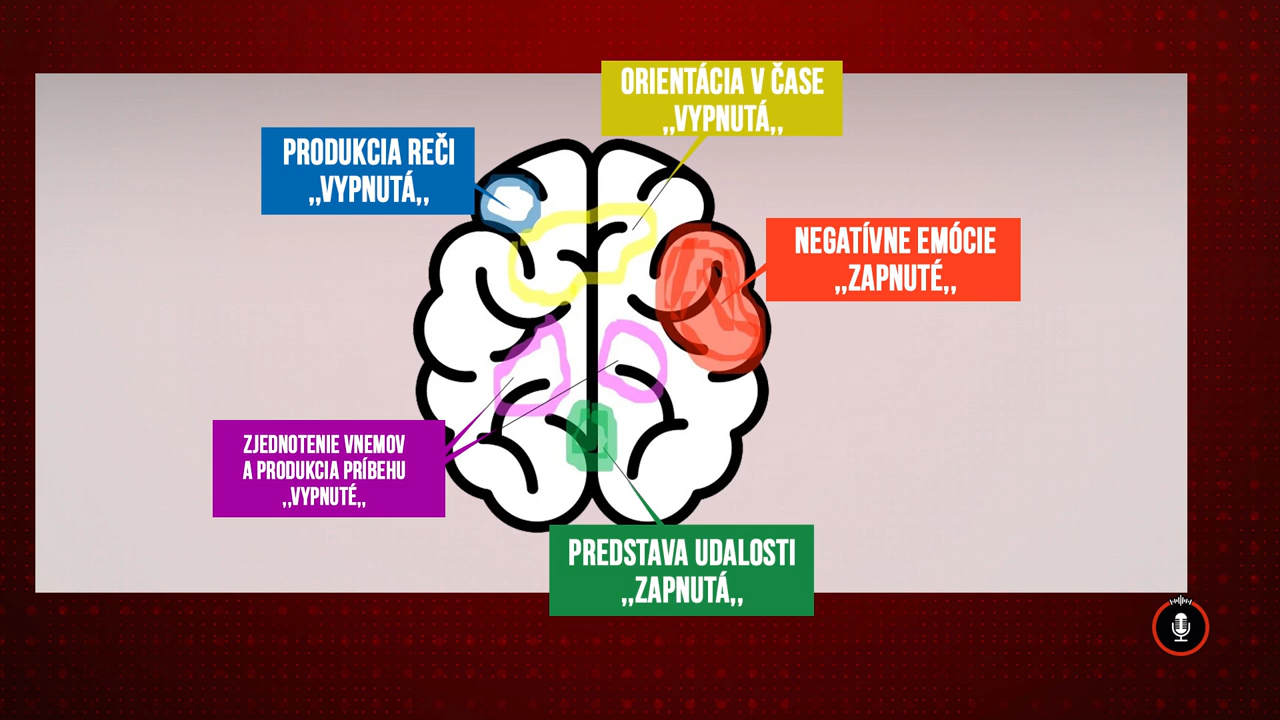 ORIENTÁCIA V ČASE
,,VYPNUTÁ,,
PRODUKCIA REČI
,,VYPNUTÁ,,
NEGATÍVNE EMÓCIE
,,ZAPNUTÉ,,
ZJEDNOTENIE VNEMOV
A PRODUKCIA PRÍBEHU
,,VYPNUTÉ,,
PREDSTAVA UDALOSTI
,,ZAPNUTÁ,,